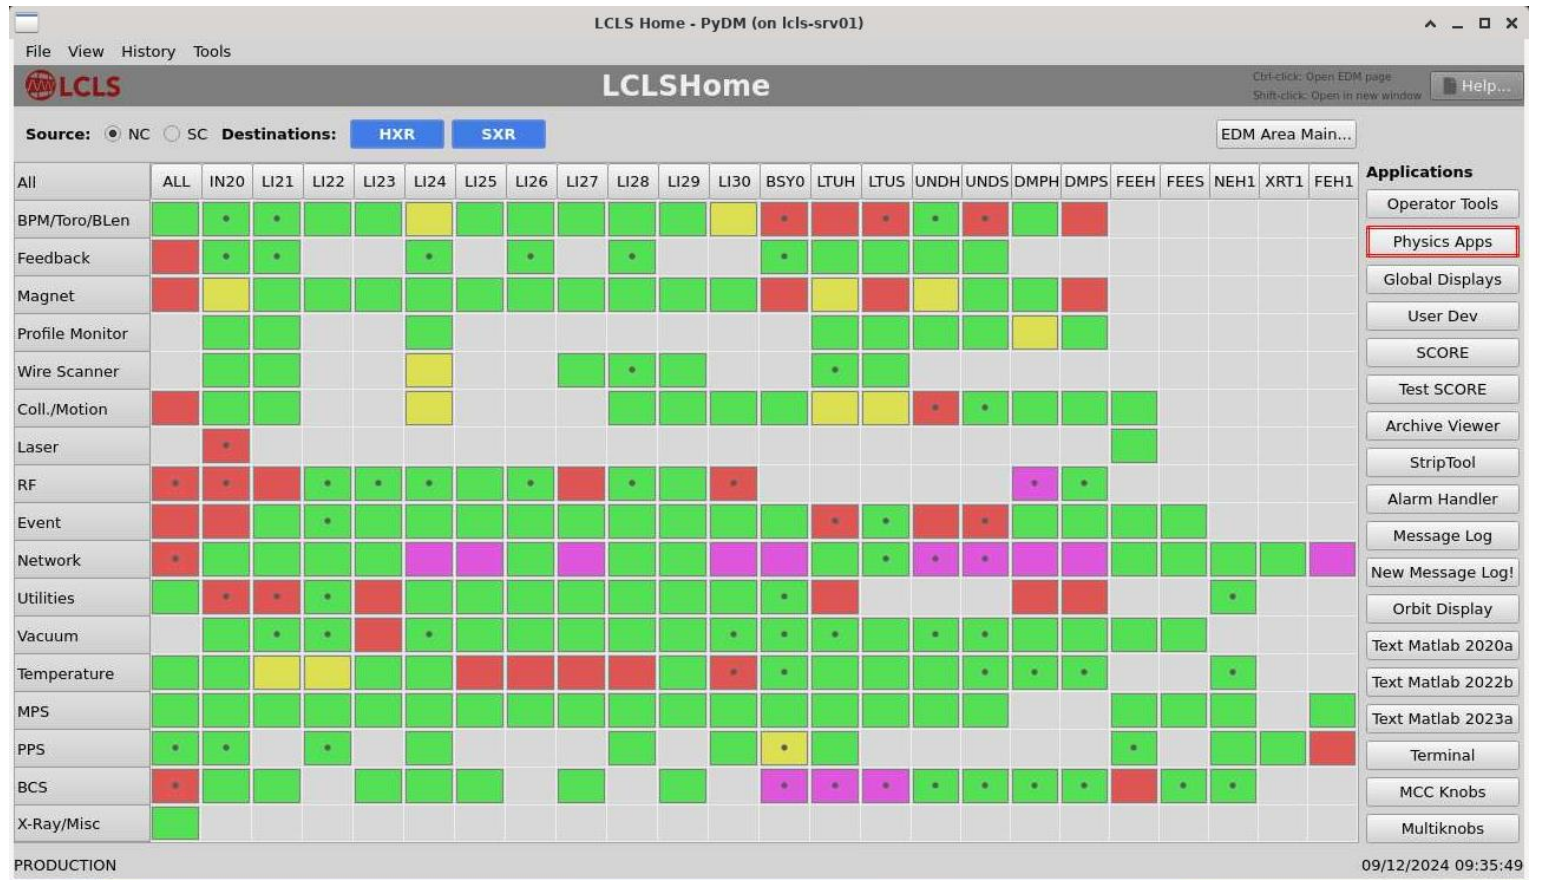 LCLS Home - PyDM (on lcls-srv01)
File View History Tools
LCLS
LCLSHome
Ctrl-click: Open EDM page
Shift-click: Open in new window
Help...
Source: NC SC Destinations: HXR SXR
EDM Area Main...
All ALL IN20 LI21 LI22 LI23 LI24 LI25 LI26 LI27 LI28 LI29 LI30 BSY0 LTUH LTUS UNDH UNDS DMPH DMPS FEEH FEES NEH1 XRT1 FEH1
BPM/Toro/BLen
Feedback
Magnet
Profile Monitor
Wire Scanner
Coll./Motion
Laser
RF
Event
Network
Utilities
Vacuum
Temperature
MPS
PPS
BCS
X-Ray/Misc
Applications
Operator Tools
Physics Apps
Global Displays
User Dev
SCORE
Test SCORE
Archive Viewer
StripTool
Alarm Handler
Message Log
New Message Log!
Orbit Display
Text Matlab 2020a
Text Matlab 2022b
Text Matlab 2023a
Terminal
MCC Knobs
Multiknobs
PRODUCTION
09/12/2024 09:35:49